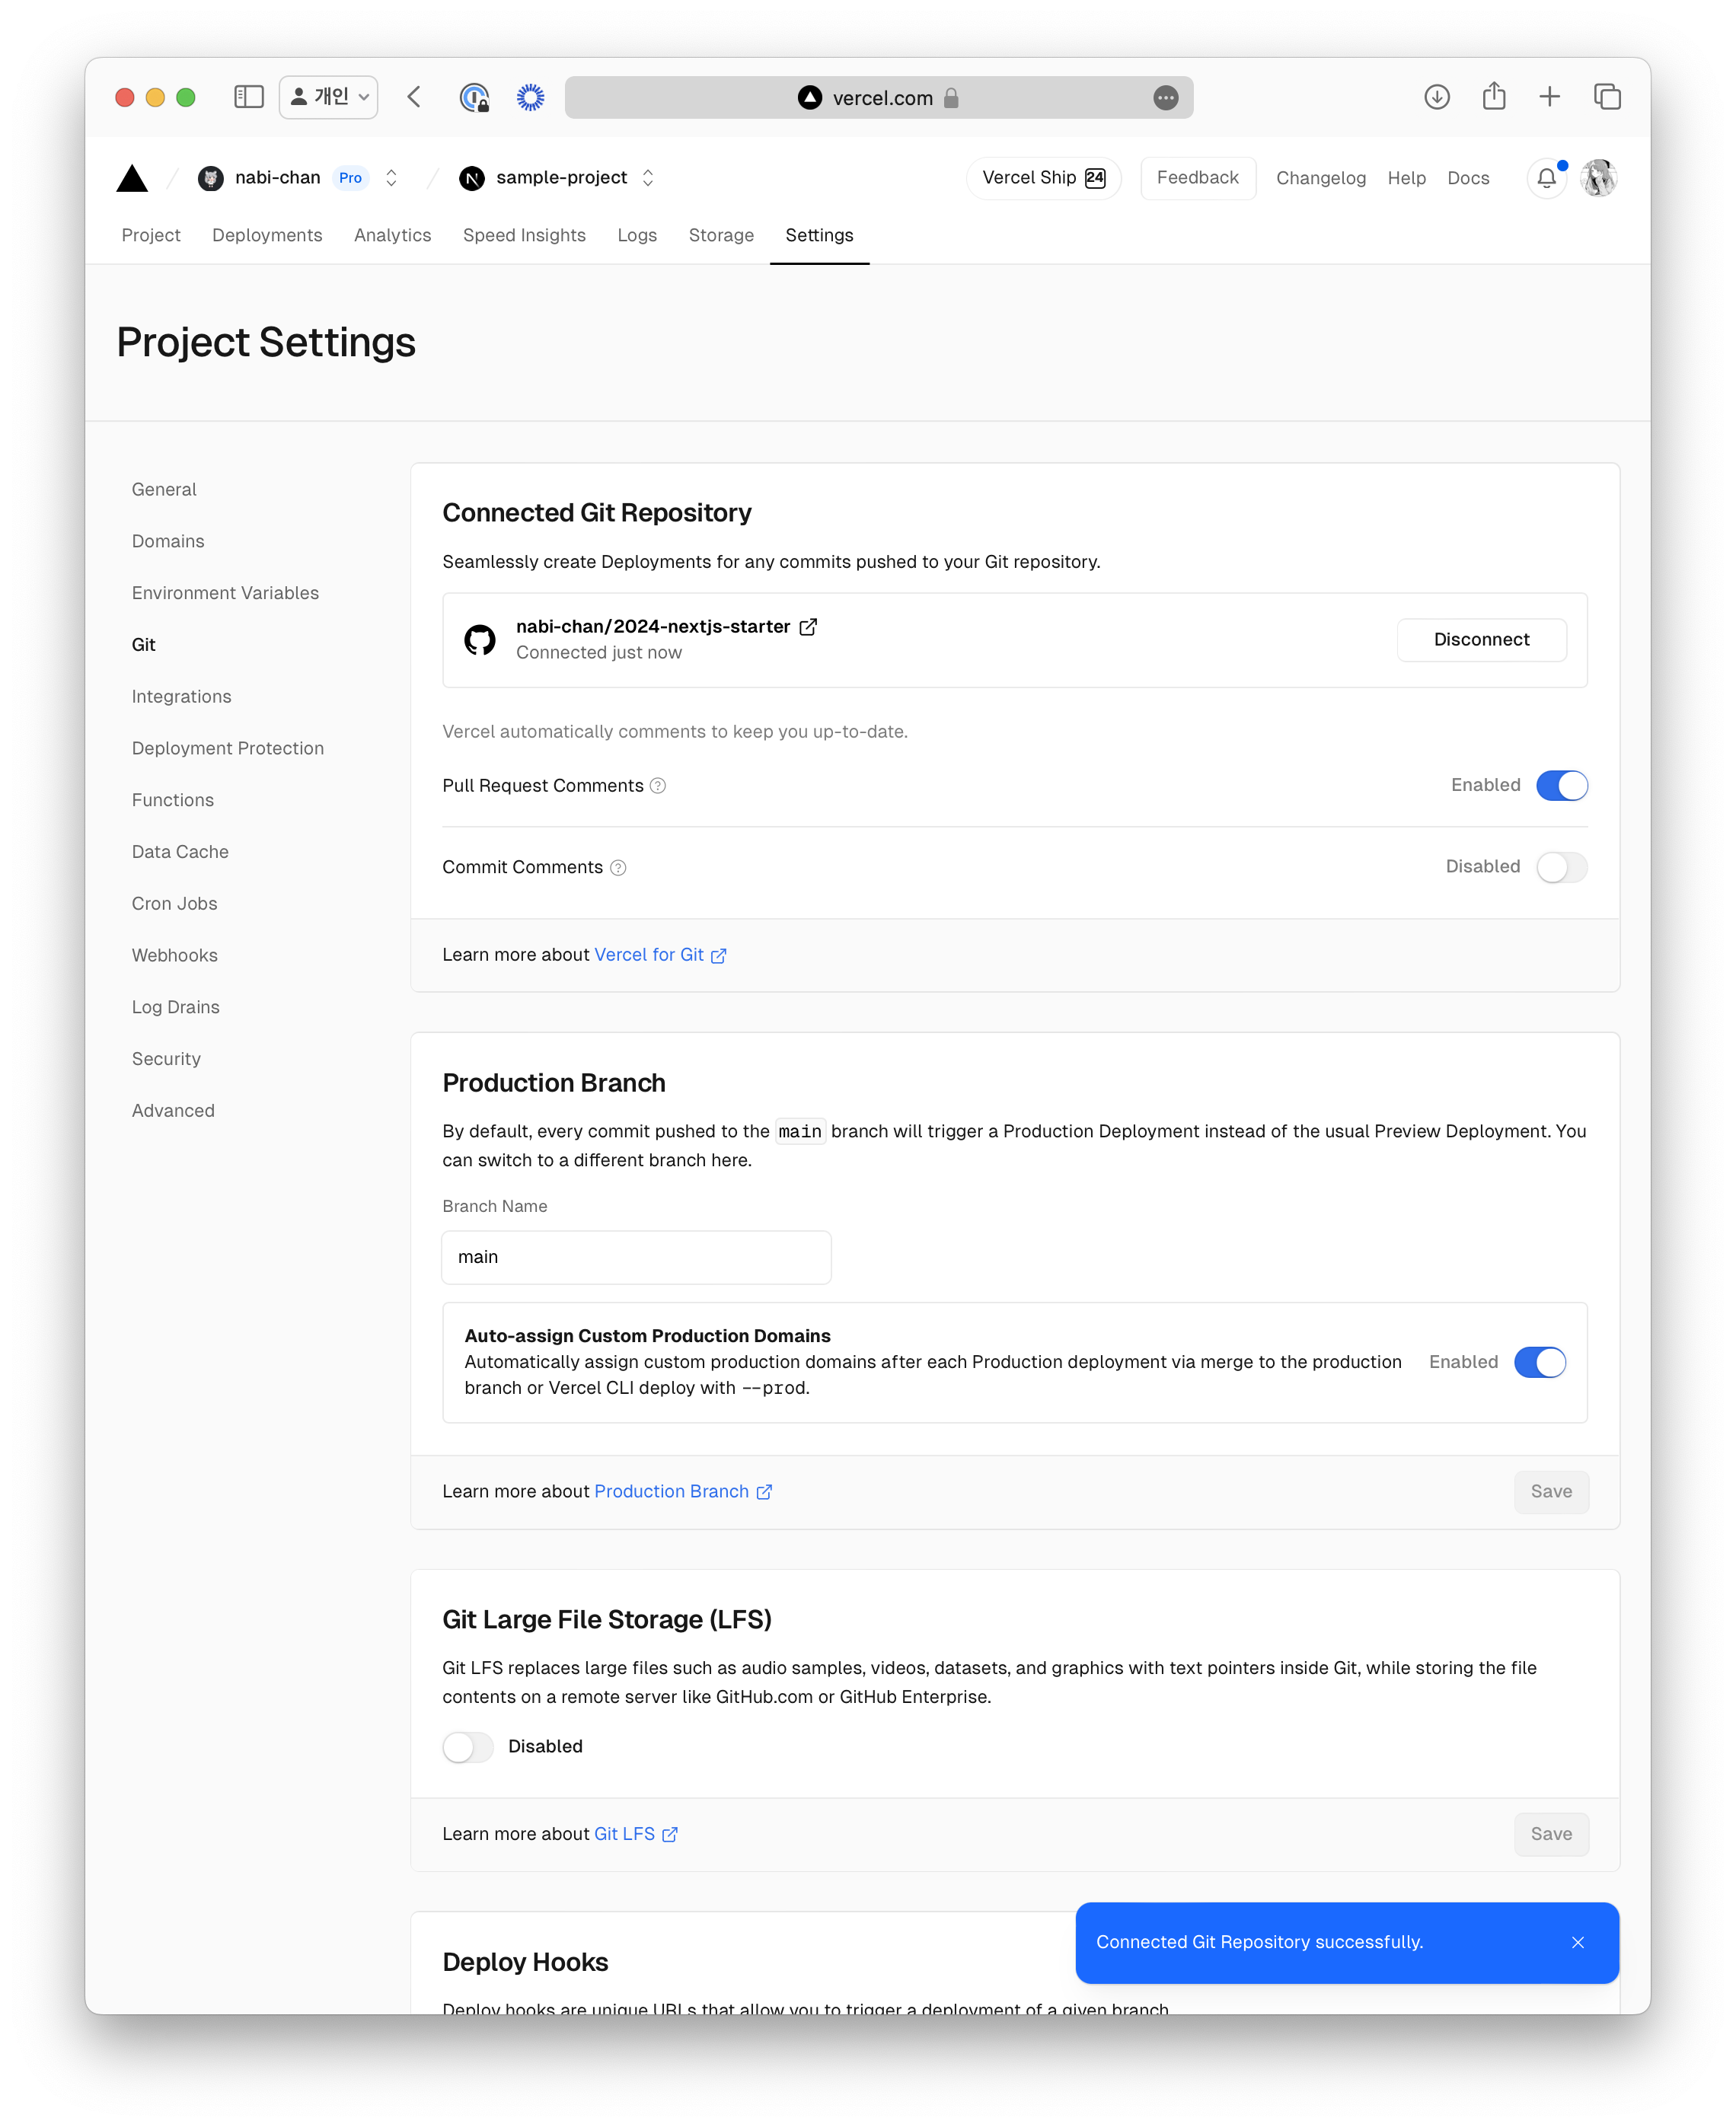 개인
vercel.com
nabi-chan Pro
sample-project
Vercel Ship 24
Feedback
Changelog
Help
Docs
Project
Deployments
Analytics
Speed Insights
Logs
Storage
Settings
Project Settings
General
Domains
Environment Variables
Git
Integrations
Deployment Protection
Functions
Data Cache
Cron Jobs
Webhooks
Log Drains
Security
Advanced
Connected Git Repository
Seamlessly create Deployments for any commits pushed to your Git repository.
nabi-chan/2024-nextjs-starter
Connected just now
Disconnect
Vercel automatically comments to keep you up-to-date.
Pull Request Comments
Enabled
Commit Comments
Disabled
Learn more about Vercel for Git
Production Branch
By default, every commit pushed to the main branch will trigger a Production Deployment instead of the usual Preview Deployment. You
can switch to a different branch here.
Branch Name
main
Auto-assign Custom Production Domains
Automatically assign custom production domains after each Production deployment via merge to the production
branch or Vercel CLI deploy with --prod.
Enabled
Learn more about Production Branch
Save
Git Large File Storage (LFS)
Git LFS replaces large files such as audio samples, videos, datasets, and graphics with text pointers inside Git, while storing the file
contents on a remote server like GitHub.com or GitHub Enterprise.
Disabled
Learn more about Git LFS
Save
Deploy Hooks
Deploy hooks are unique URLs that allow you to trigger a deployment of a given branch.
Connected Git Repository successfully.